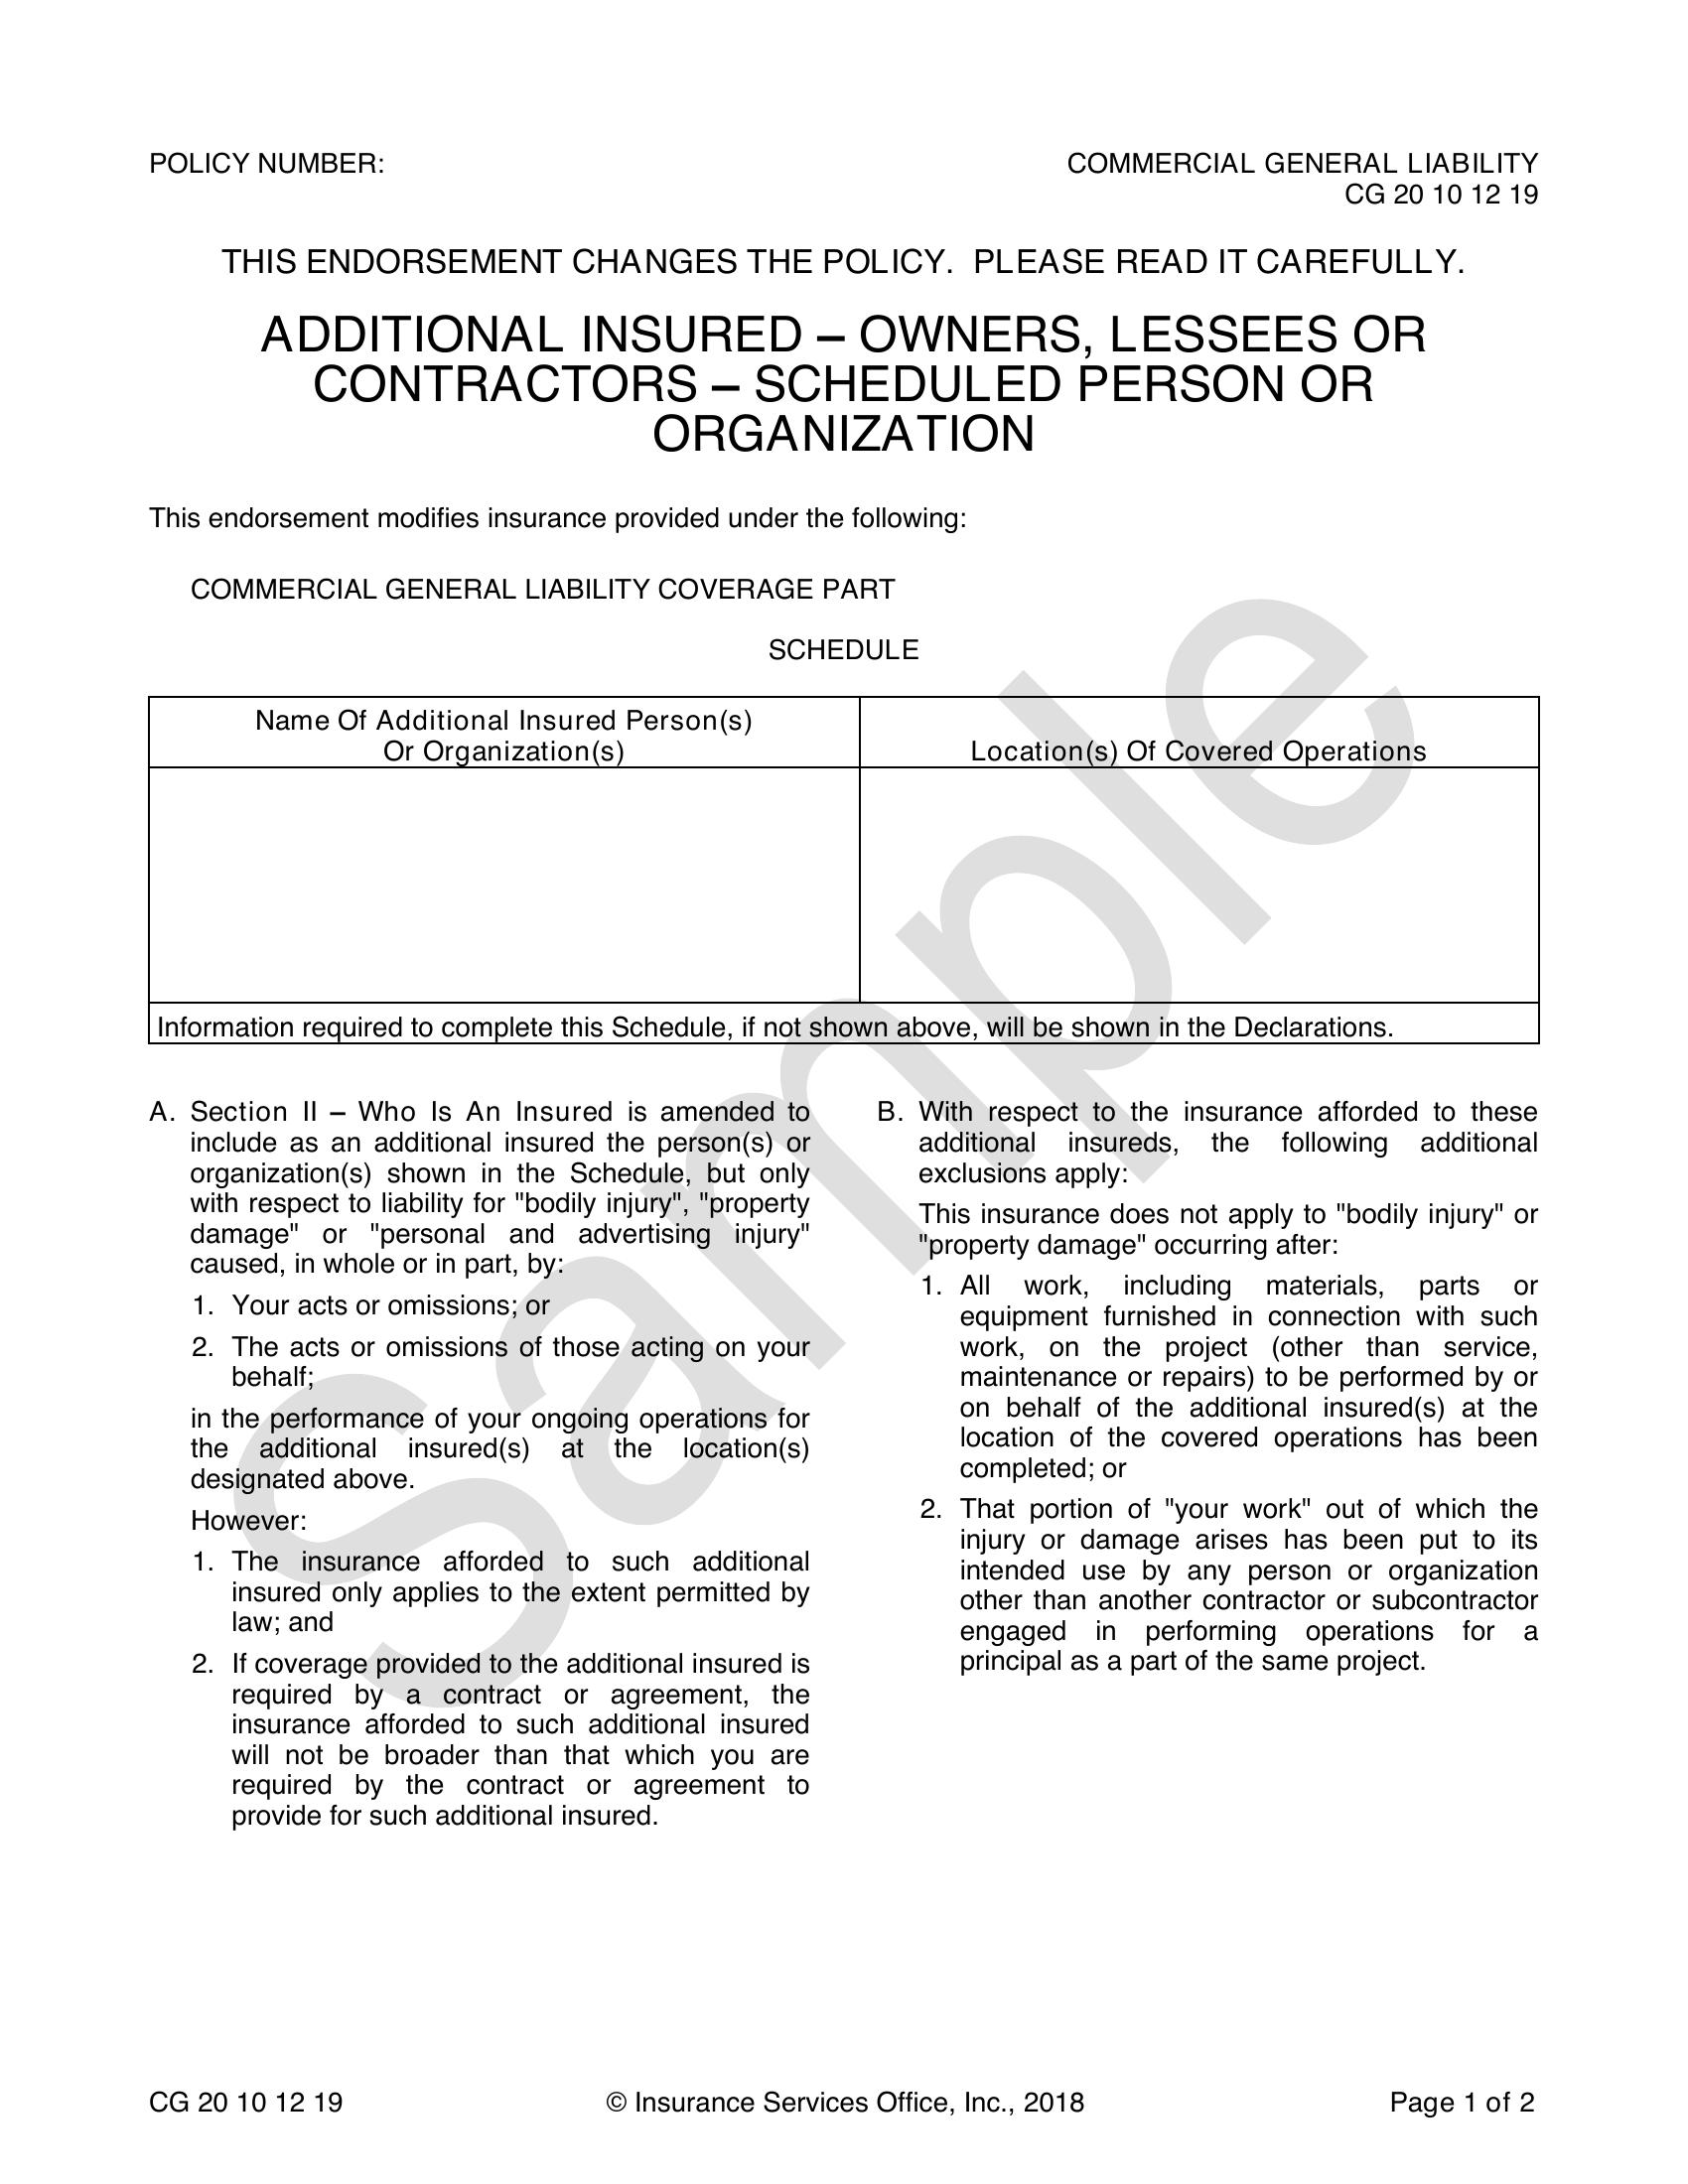 POLICY NUMBER:
COMMERCIAL GENERAL LIABILITY
CG 20 10 12 19
THIS ENDORSEMENT CHANGES THE POLICY. PLEASE READ IT CAREFULLY.
ADDITIONAL INSURED – OWNERS, LESSEES OR
CONTRACTORS – SCHEDULED PERSON OR
ORGANIZATION
This endorsement modifies insurance provided under the following:
COMMERCIAL GENERAL LIABILITY COVERAGE PART
SCHEDULE
Name Of Additional Insured Person(s)
Or Organization(s)
Location(s) Of Covered Operations
Information required to complete this Schedule, if not shown above, will be shown in the Declarations.
A. Section II – Who Is An Insured is amended to
include as an additional insured the person(s) or
organization(s) shown in the Schedule, but only
with respect to liability for "bodily injury", "property
damage" or "personal and advertising injury"
caused, in whole or in part, by:
1. Your acts or omissions; or
2. The acts or omissions of those acting on your
behalf;
in the performance of your ongoing operations for
the additional insured(s) at the location(s)
designated above.
However:
1. The insurance afforded to such additional
insured only applies to the extent permitted by
law; and
2. If coverage provided to the additional insured is
required by a contract or agreement, the
insurance afforded to such additional insured
will not be broader than that which you are
required by the contract or agreement to
provide for such additional insured.
B. With respect to the insurance afforded to these
additional insureds, the following additional
exclusions apply:
This insurance does not apply to "bodily injury" or
"property damage" occurring after:
1. All work, including materials, parts or
equipment furnished in connection with such
work, on the project (other than service,
maintenance or repairs) to be performed by or
on behalf of the additional insured(s) at the
location of the covered operations has been
completed; or
2. That portion of "your work" out of which the
injury or damage arises has been put to its
intended use by any person or organization
other than another contractor or subcontractor
engaged in performing operations for a
principal as a part of the same project.
Sample
CG 20 10 12 19
© Insurance Services Office, Inc., 2018
Page 1 of 2